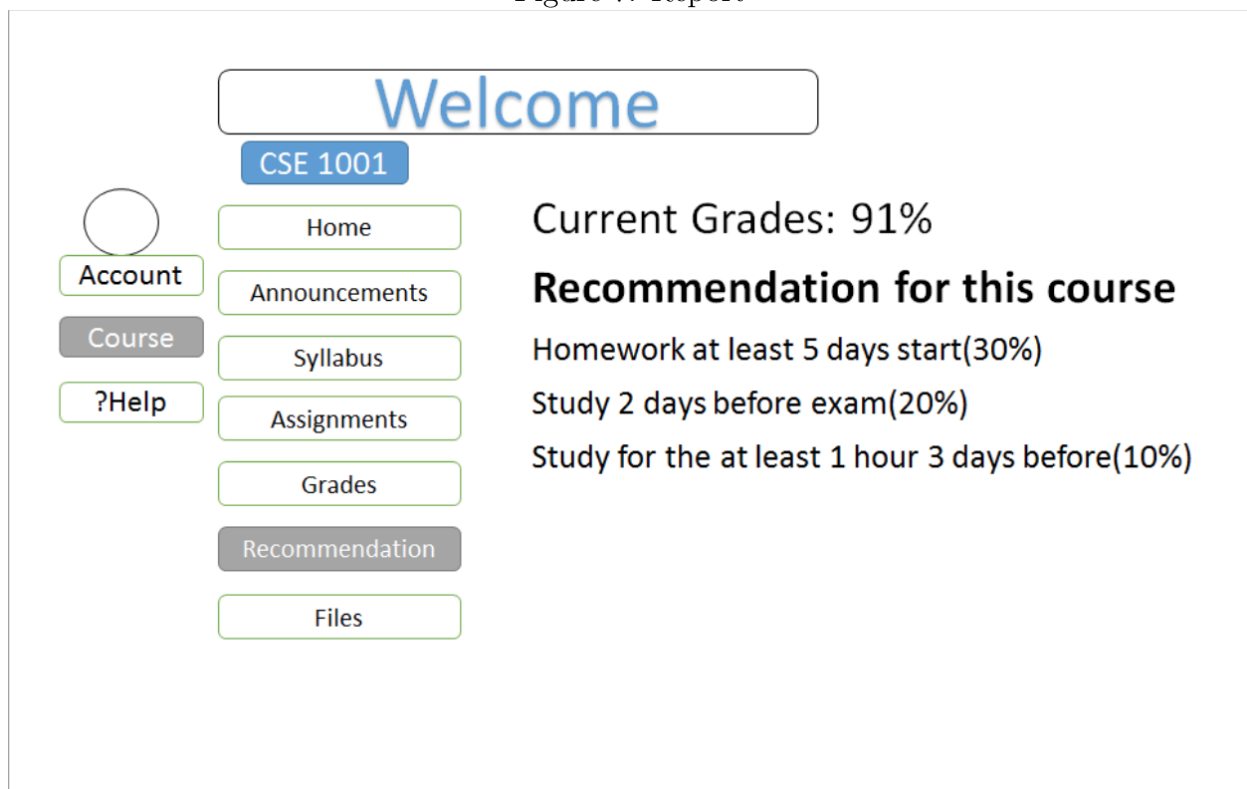 Welcome
CSE 1001
Account
Course
?Help
Home
Announcements
Syllabus
Assignments
Grades
Recommendation
Files
Current Grades: 91%
Recommendation for this course
Homework at least 5 days start(30%)
Study 2 days before exam(20%)
Study for the at least 1 hour 3 days before(10%)